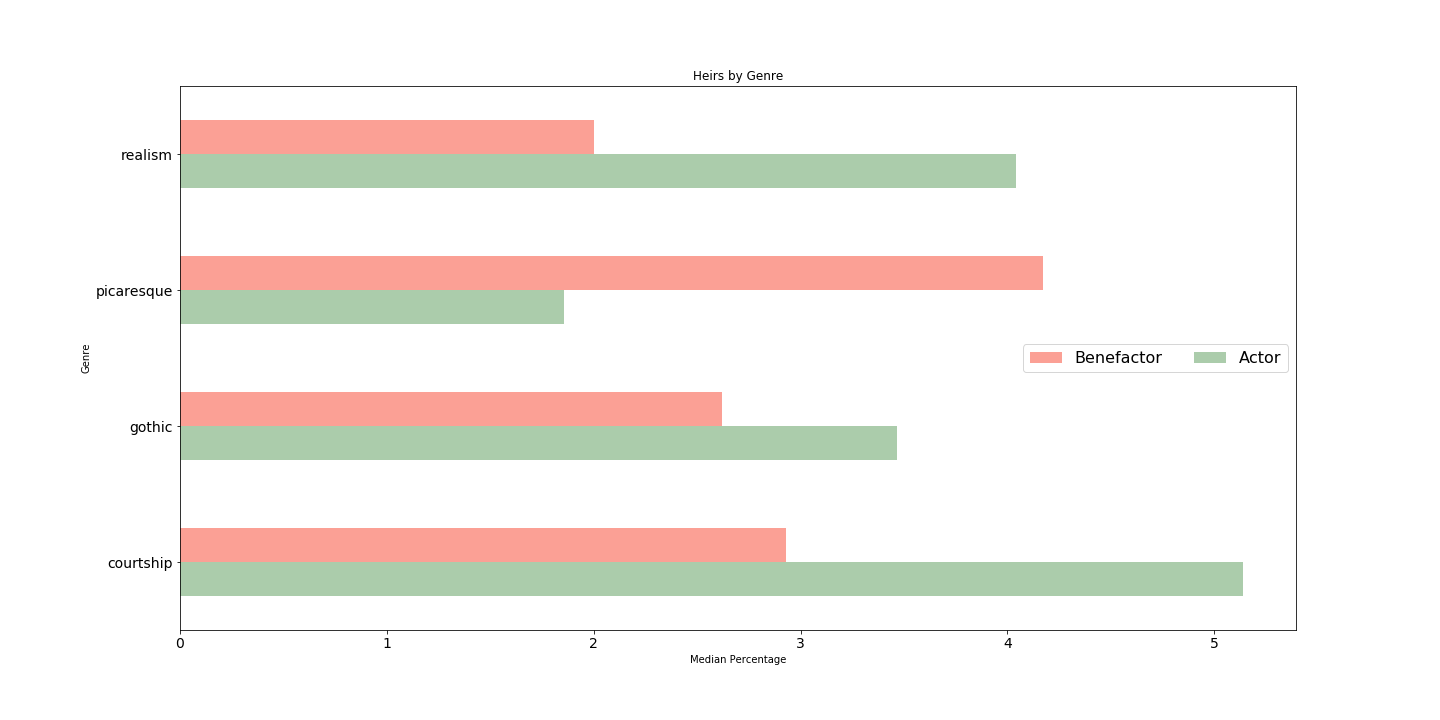 Heirs by Genre
realism
picaresque
Genre
Benefactor Actor
gothic
courtship
0 1 2 3 4 5
Median Percentage